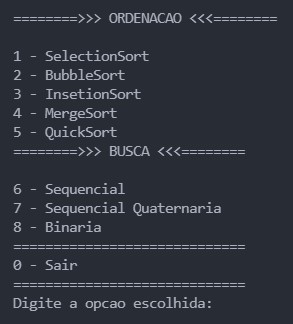 ========>>> ORDENACAO <<<========
1 - SelectionSort
2 - BubbleSort
3 - InsetionSort
4 - MergeSort
5 - QuickSort
========>>> BUSCA <<<========
6 - Sequencial
7 - Sequencial Quaternaria
8 - Binaria
=============================
0 - Sair
=============================
Digite a opcao escolhida: